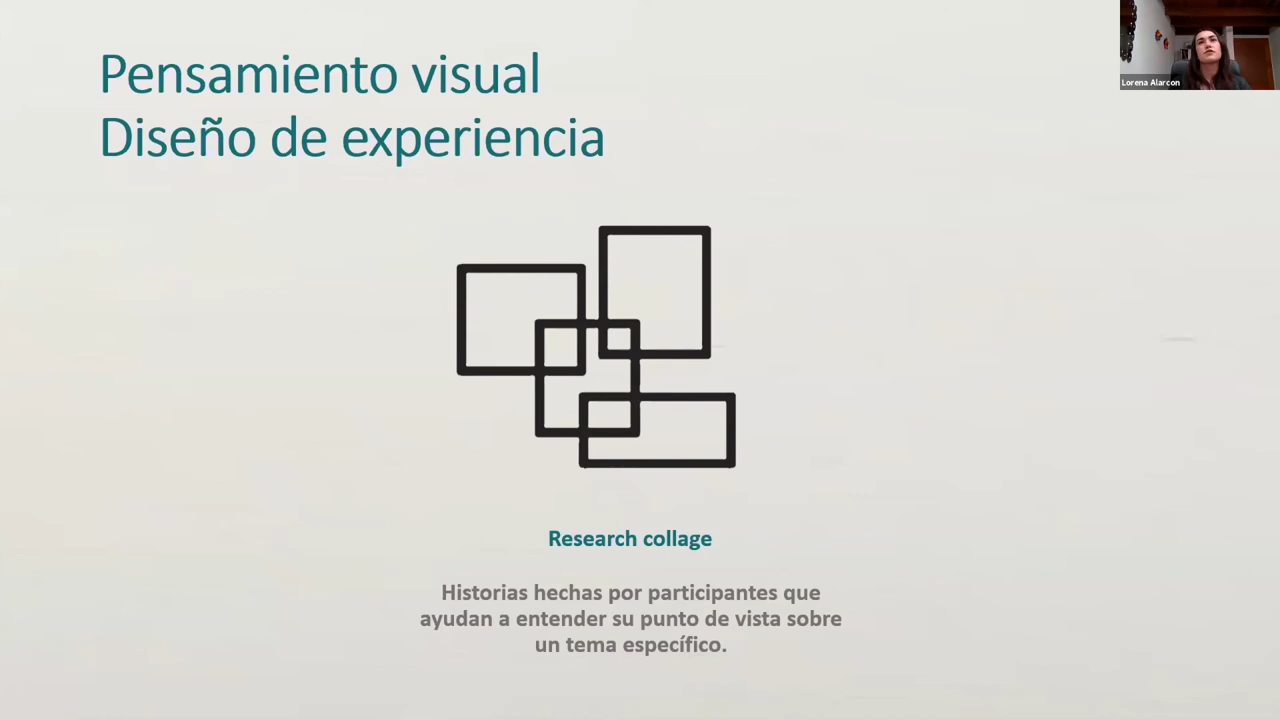 Pensamiento visual
Diseño de experiencia
Lorena Alarcon
Research collage
Historias hechas por participantes que
ayudan a entender su punto de vista sobre
un tema específico.